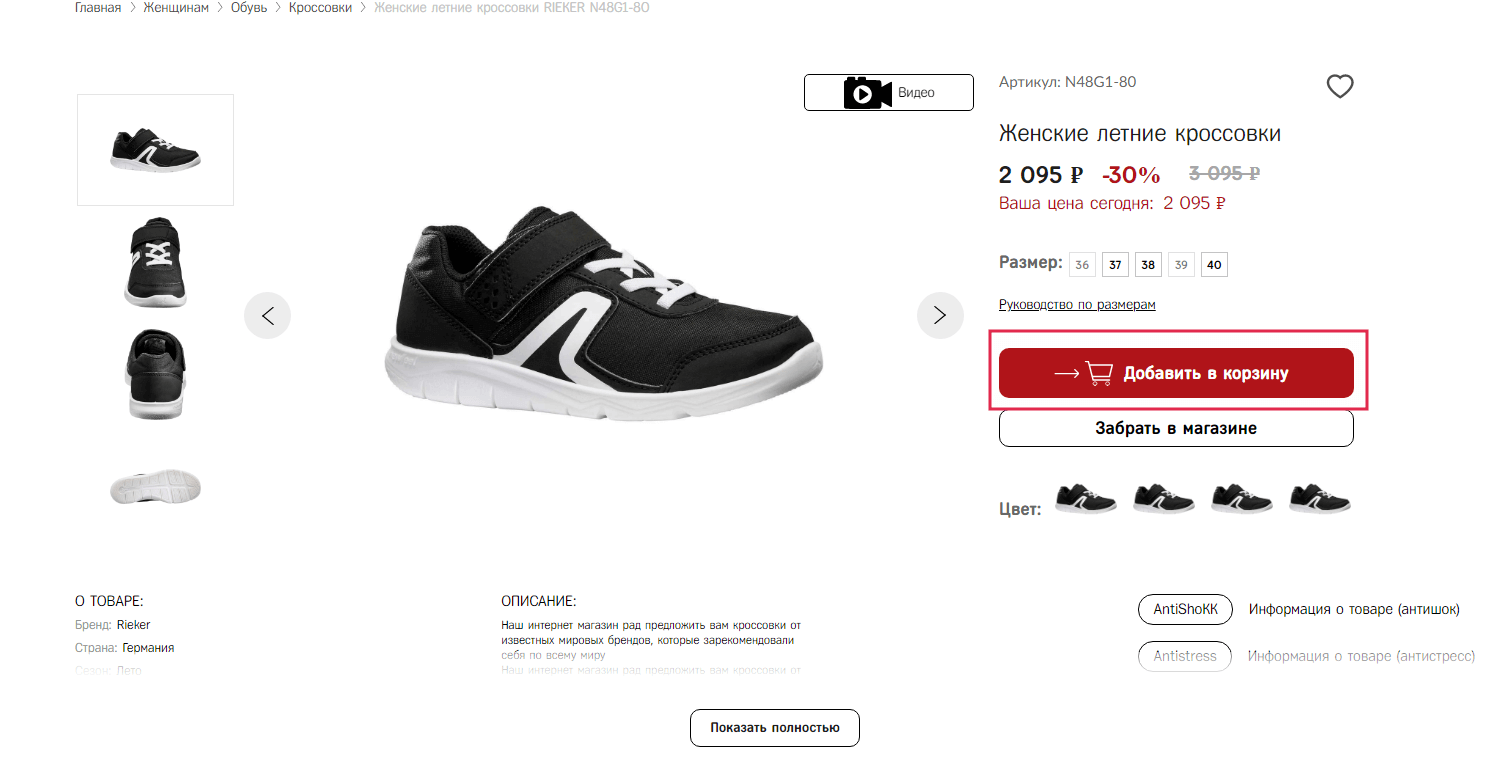 Главная > Женщинам > Обувь > Кроссовки > Женские летние кроссовки RIEKER N48G1-80
Видео
Артикул: N48G1-80
Женские летние кроссовки
2 095 ₽ -30% 3 095 ₽
Ваша цена сегодня: 2 095 ₽
Размер: 36 37 38 39 40
Руководство по размерам
Добавить в корзину
Забрать в магазине
Цвет:
О ТОВАРЕ:
Бренд: Rieker
Страна: Германия
Сезон: Лето
ОПИСАНИЕ:
Наш интернет магазин рад предложить вам кроссовки от
известных мировых брендов, которые зарекомендовали
себя по всему миру
Наш интернет магазин рад предложить вам кроссовки от
AntiShoKK Информация о товаре (антишок)
Antistress Информация о товаре (антистресс)
Показать полностью